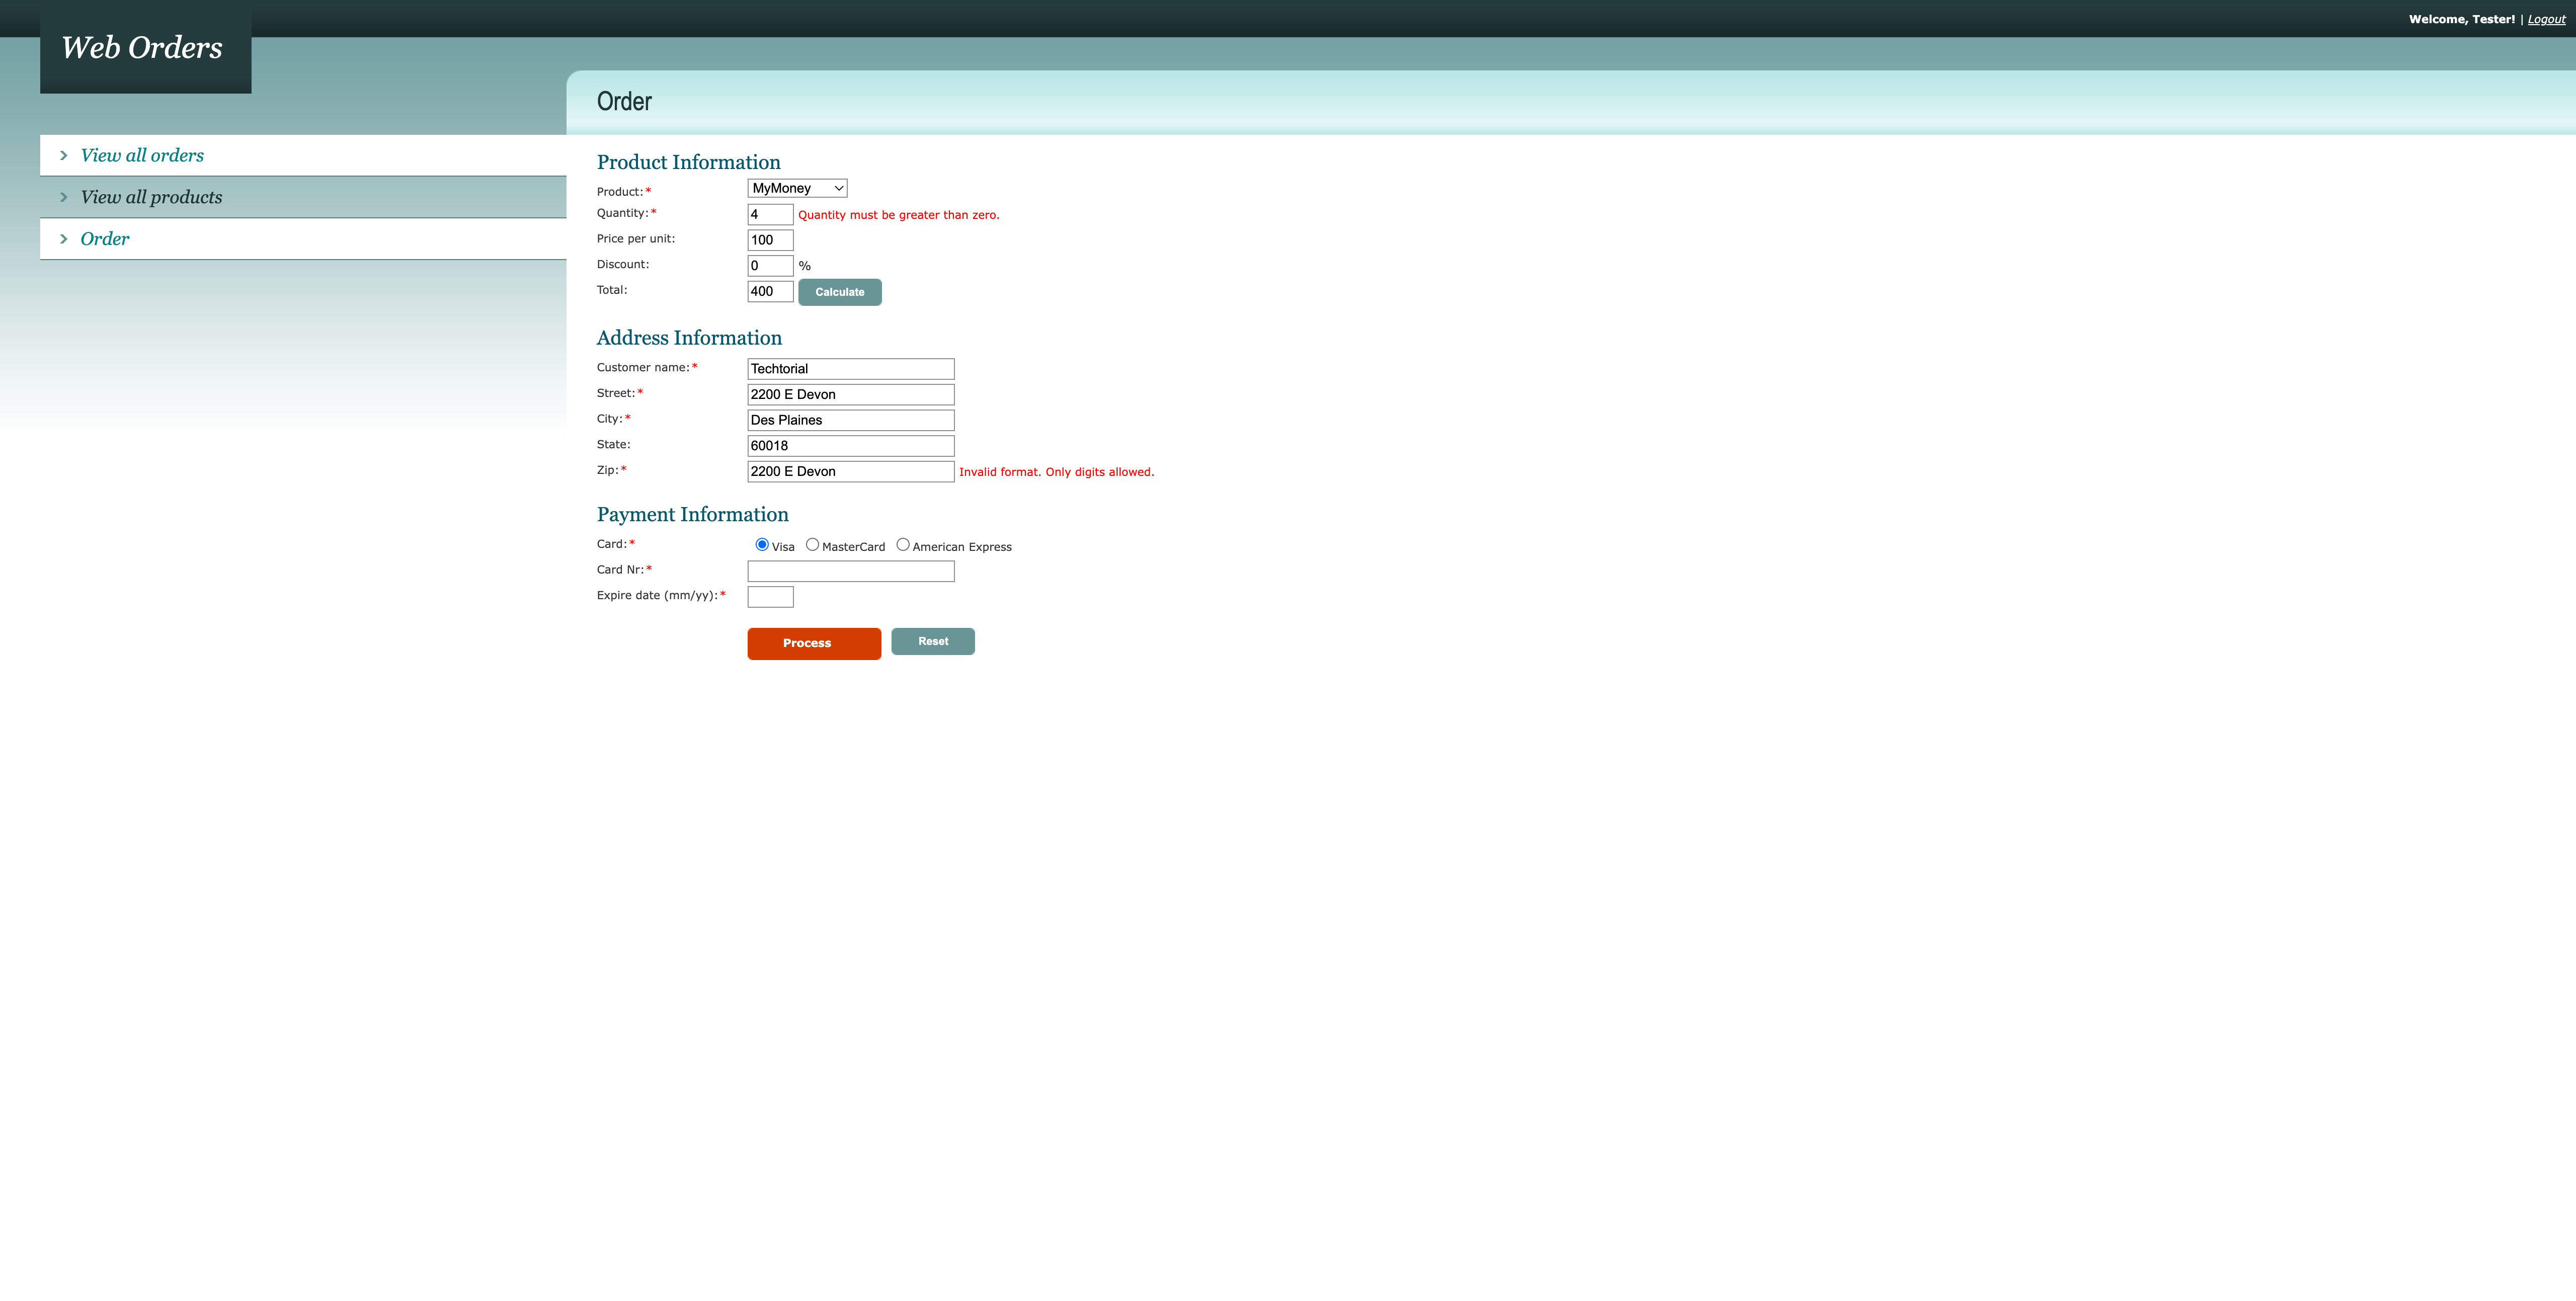 Welcome, Tester! | Logout
Web Orders
Order
View all orders
View all products
Order
Product Information
Product:* MyMoney
Quantity:* 4 Quantity must be greater than zero.
Price per unit: 100
Discount: 0 %
Total: 400 Calculate
Address Information
Customer name:* Techtorial
Street:* 2200 E Devon
City:* Des Plaines
State: 60018
Zip:* 2200 E Devon Invalid format. Only digits allowed.
Payment Information
Card:* Visa MasterCard American Express
Card Nr:*
Expire date (mm/yy):*
Process Reset